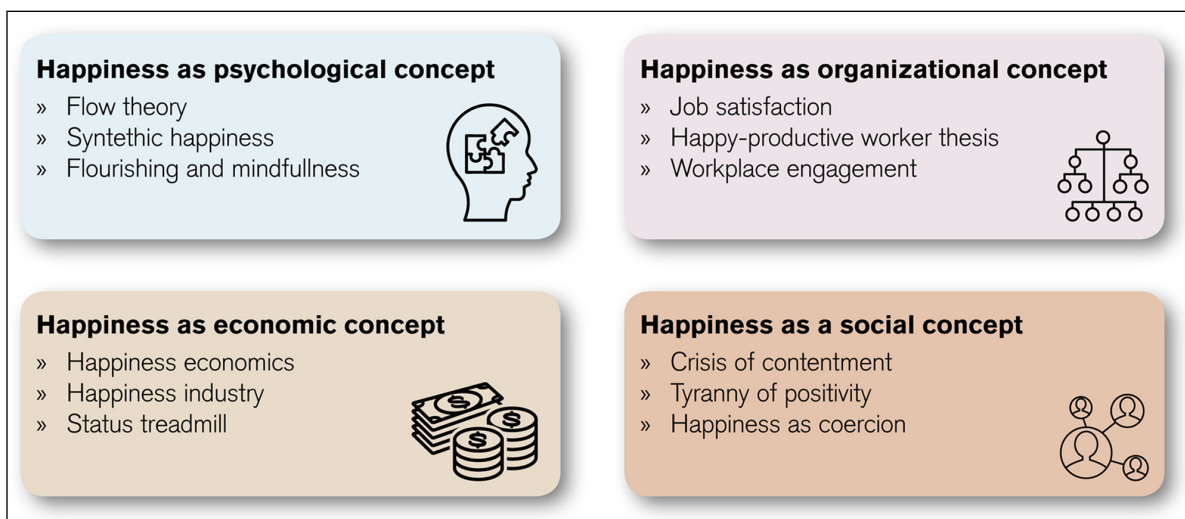 Happiness as psychological concept
» Flow theory
» Syntethic happiness
» Flourishing and mindfullness
Happiness as organizational concept
» Job satisfaction
» Happy-productive worker thesis
» Workplace engagement
Happiness as economic concept
» Happiness economics
» Happiness industry
» Status treadmill
$
$
$
Happiness as a social concept
» Crisis of contentment
» Tyranny of positivity
» Happiness as coercion